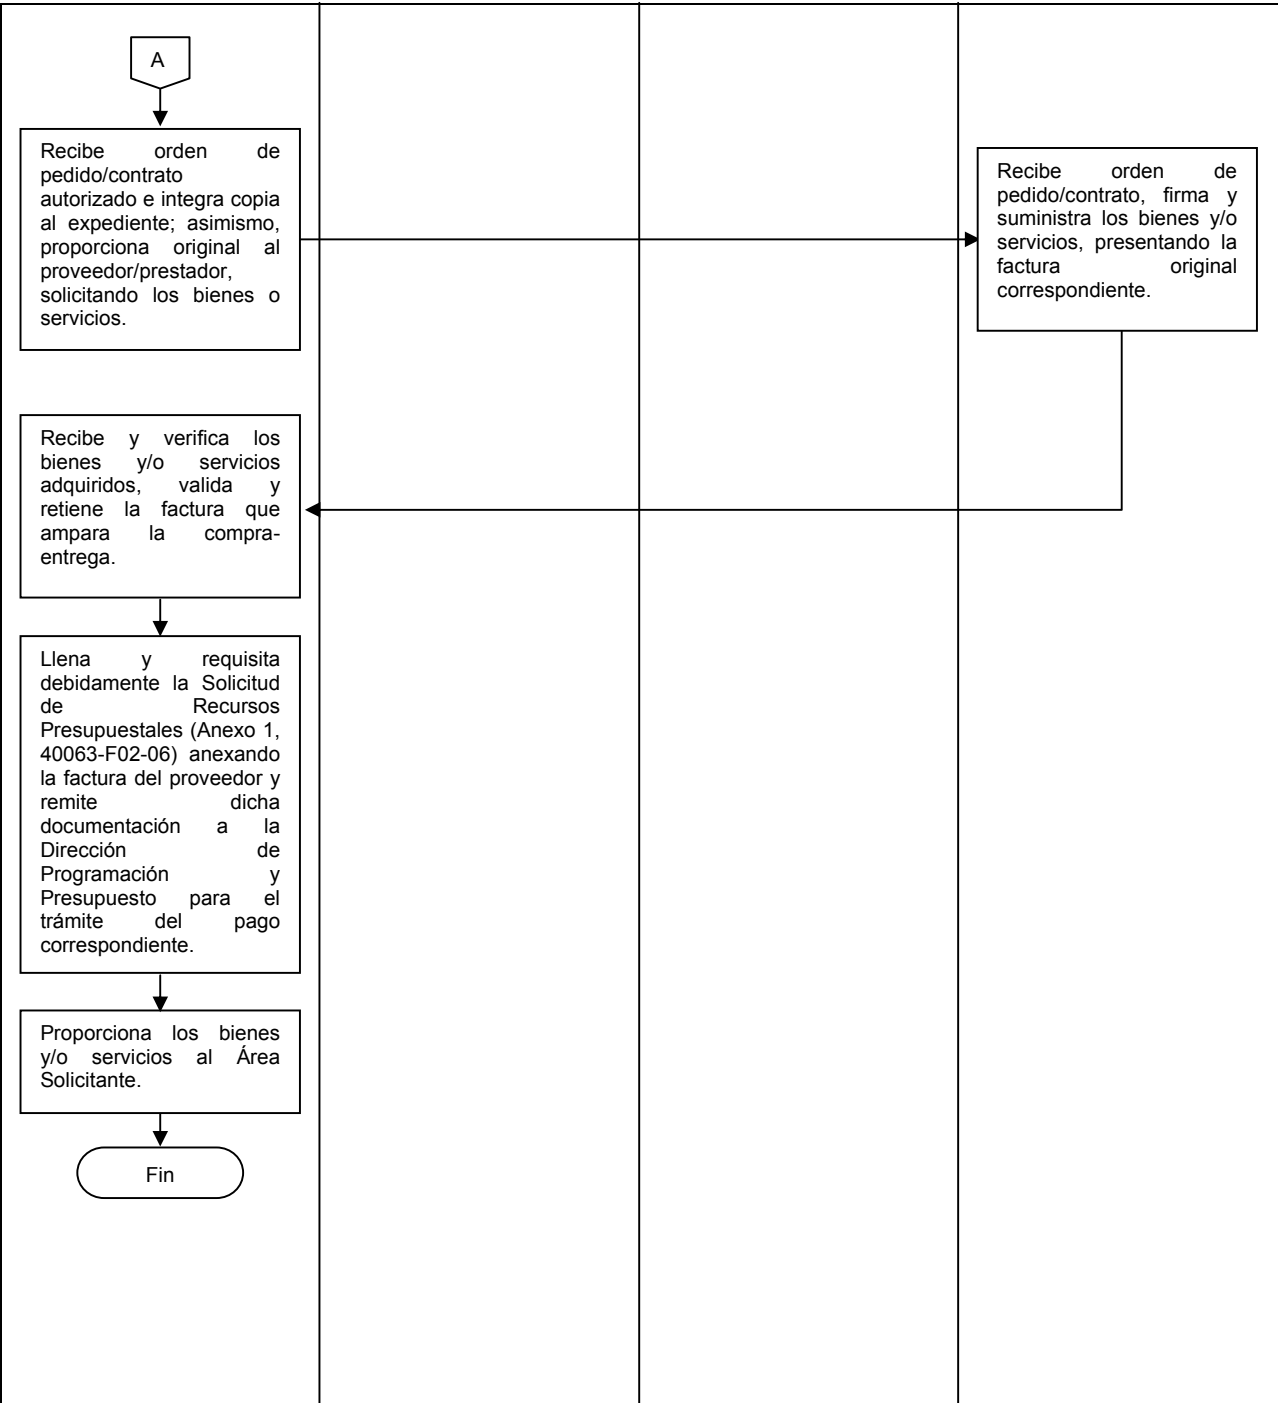 A
Recibe orden de
pedido/contrato
autorizado e integra copia
al expediente; asimismo,
proporciona original al
proveedor/prestador,
solicitando los bienes o
servicios.
Recibe orden de
pedido/contrato, firma y
suministra los bienes y/o
servicios, presentando la
factura original
correspondiente.
Recibe y verifica los
bienes y/o servicios
adquiridos, valida y
retiene la factura que
ampara la compra-
entrega.
Llena y requisita
debidamente la Solicitud
de Recursos
Presupuestales (Anexo 1,
40063-F02-06) anexando
la factura del proveedor y
remite dicha
documentación a la
Dirección de
Programación y
Presupuesto para el
trámite del pago
correspondiente.
Proporciona los bienes
y/o servicios al Área
Solicitante.
Fin